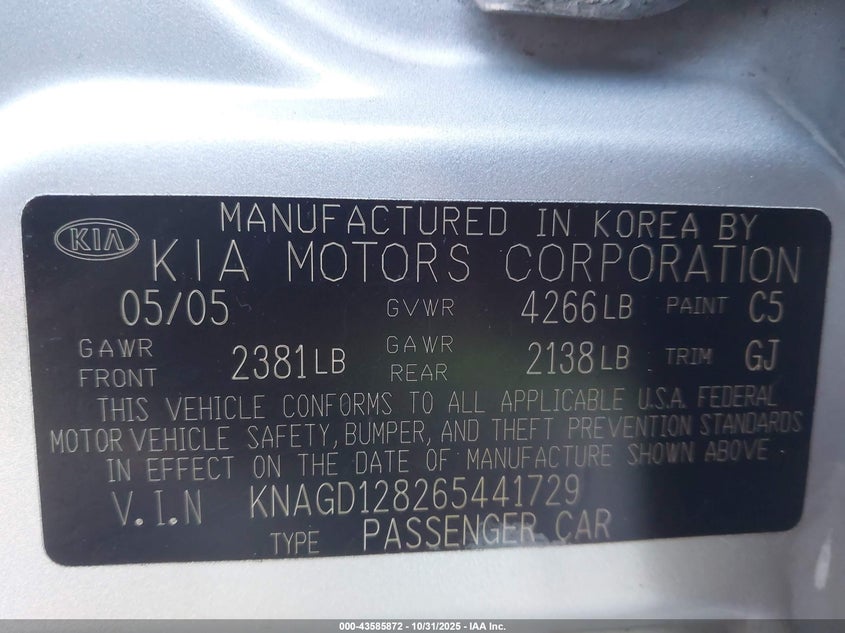 MANUFACTURED IN KOREA BY
KIA KIA MOTORS CORPORATION
05/05 GVWR 4266LB PAINT C5
GAWR FRONT 2381LB GAWR REAR 2138LB TRIM GJ
THIS VEHICLE CONFORMS TO ALL APPLICABLE U.S.A. FEDERAL
MOTOR VEHICLE SAFETY, BUMPER, AND THEFT PREVENTION STANDARDS
IN EFFECT ON THE DATE OF MANUFACTURE SHOWN ABOVE
V.I.N KNAGD128265441729
TYPE PASSENGER CAR
000-43585872 - 10/31/2025 - IAA Inc.